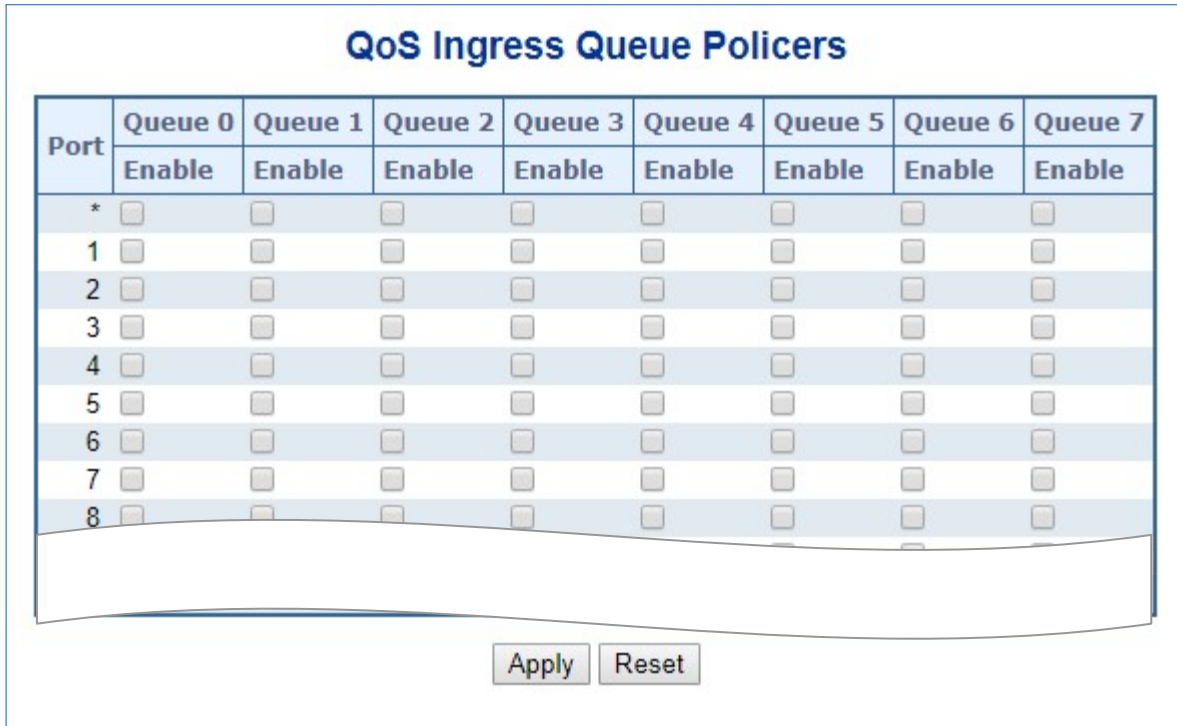 QoS Ingress Queue Policers
Port Queue 0 Queue 1 Queue 2 Queue 3 Queue 4 Queue 5 Queue 6 Queue 7
Enable Enable Enable Enable Enable Enable Enable Enable
*
1
2
3
4
5
6
7
8
Apply Reset